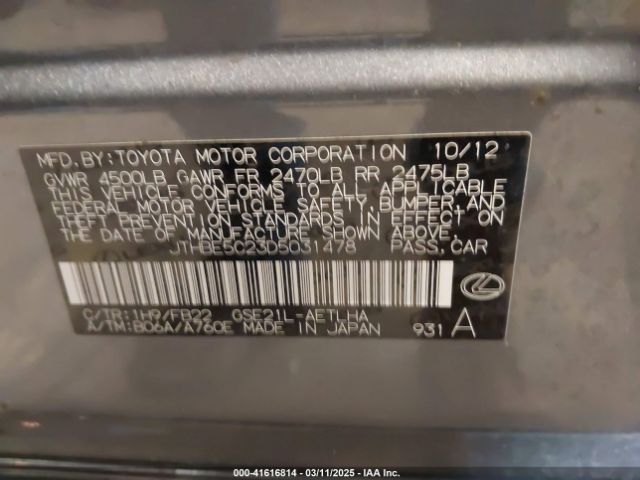 MFD.BY:TOYOTA MOTOR CORPORATION 10/12
GVWR 4500LB GAWR FR 2470LB RR 2475LB
THIS VEHICLE CONFORMS TO ALL APPLICABLE
FEDERAL MOTOR VEHICLE SAFETY, BUMPER, AND
THEFT PREVENTION STANDARDS IN EFFECT ON
THE DATE OF MANUFACTURE SHOWN ABOVE.
JTHBE5C23D5031478 PASS.CAR
C/TR:1H9/FB22 GSE21L-AETLHA
A/TM:B06A/A760E MADE IN JAPAN 931 A
000-41616814 / 03/11/2025 - IAA Inc.